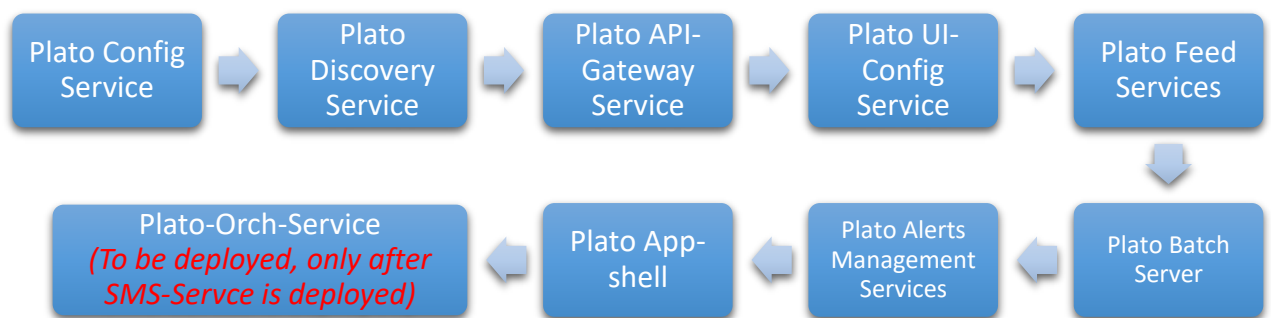 Plato Config
Service
Plato
Discovery
Service
Plato API-
Gateway
Service
Plato UI-
Config
Service
Plato Feed
Services
Plato Batch
Server
Plato Alerts
Management
Services
Plato App-
shell
Plato-Orch-Service
(To be deployed, only after
SMS-Servce is deployed)